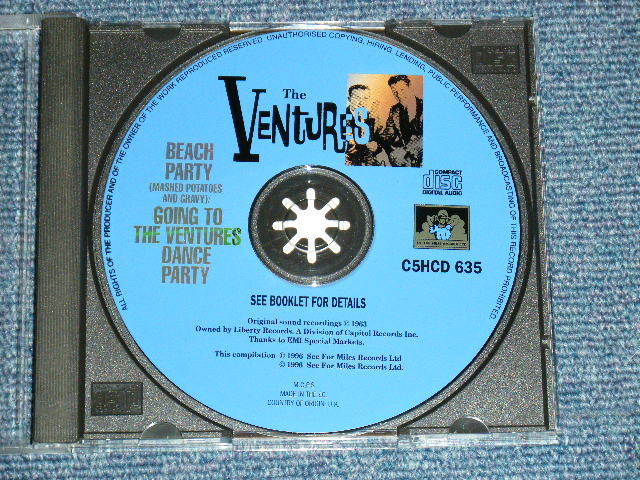 ALL RIGHTS OF THE PRODUCER AND OF THE OWNER OF THE WORK REPRODUCED RESERVED. UNAUTHORISED COPYING, HIRING, LENDING, PUBLIC PERFORMANCE AND BROADCASTING OF THIS RECORD PROHIBITED.
The
VENTURES
BEACH
PARTY
(MASHED POTATOES
AND GRAVY):
GOING TO
THE VENTURES
DANCE
PARTY
COMPACT
disc
DIGITAL AUDIO
C5HCD 635
SEE BOOKLET FOR DETAILS
Original sound recordings ℗ 1963
Owned by Liberty Records. A Division of Capitol Records Inc.
Thanks to EMI Special Markets.
This compilation ℗ 1996 See For Miles Records Ltd
© 1996 See For Miles Records Ltd.
M.C.P.S.
MADE IN THE EC
COUNTRY OF ORIGIN: U.K.